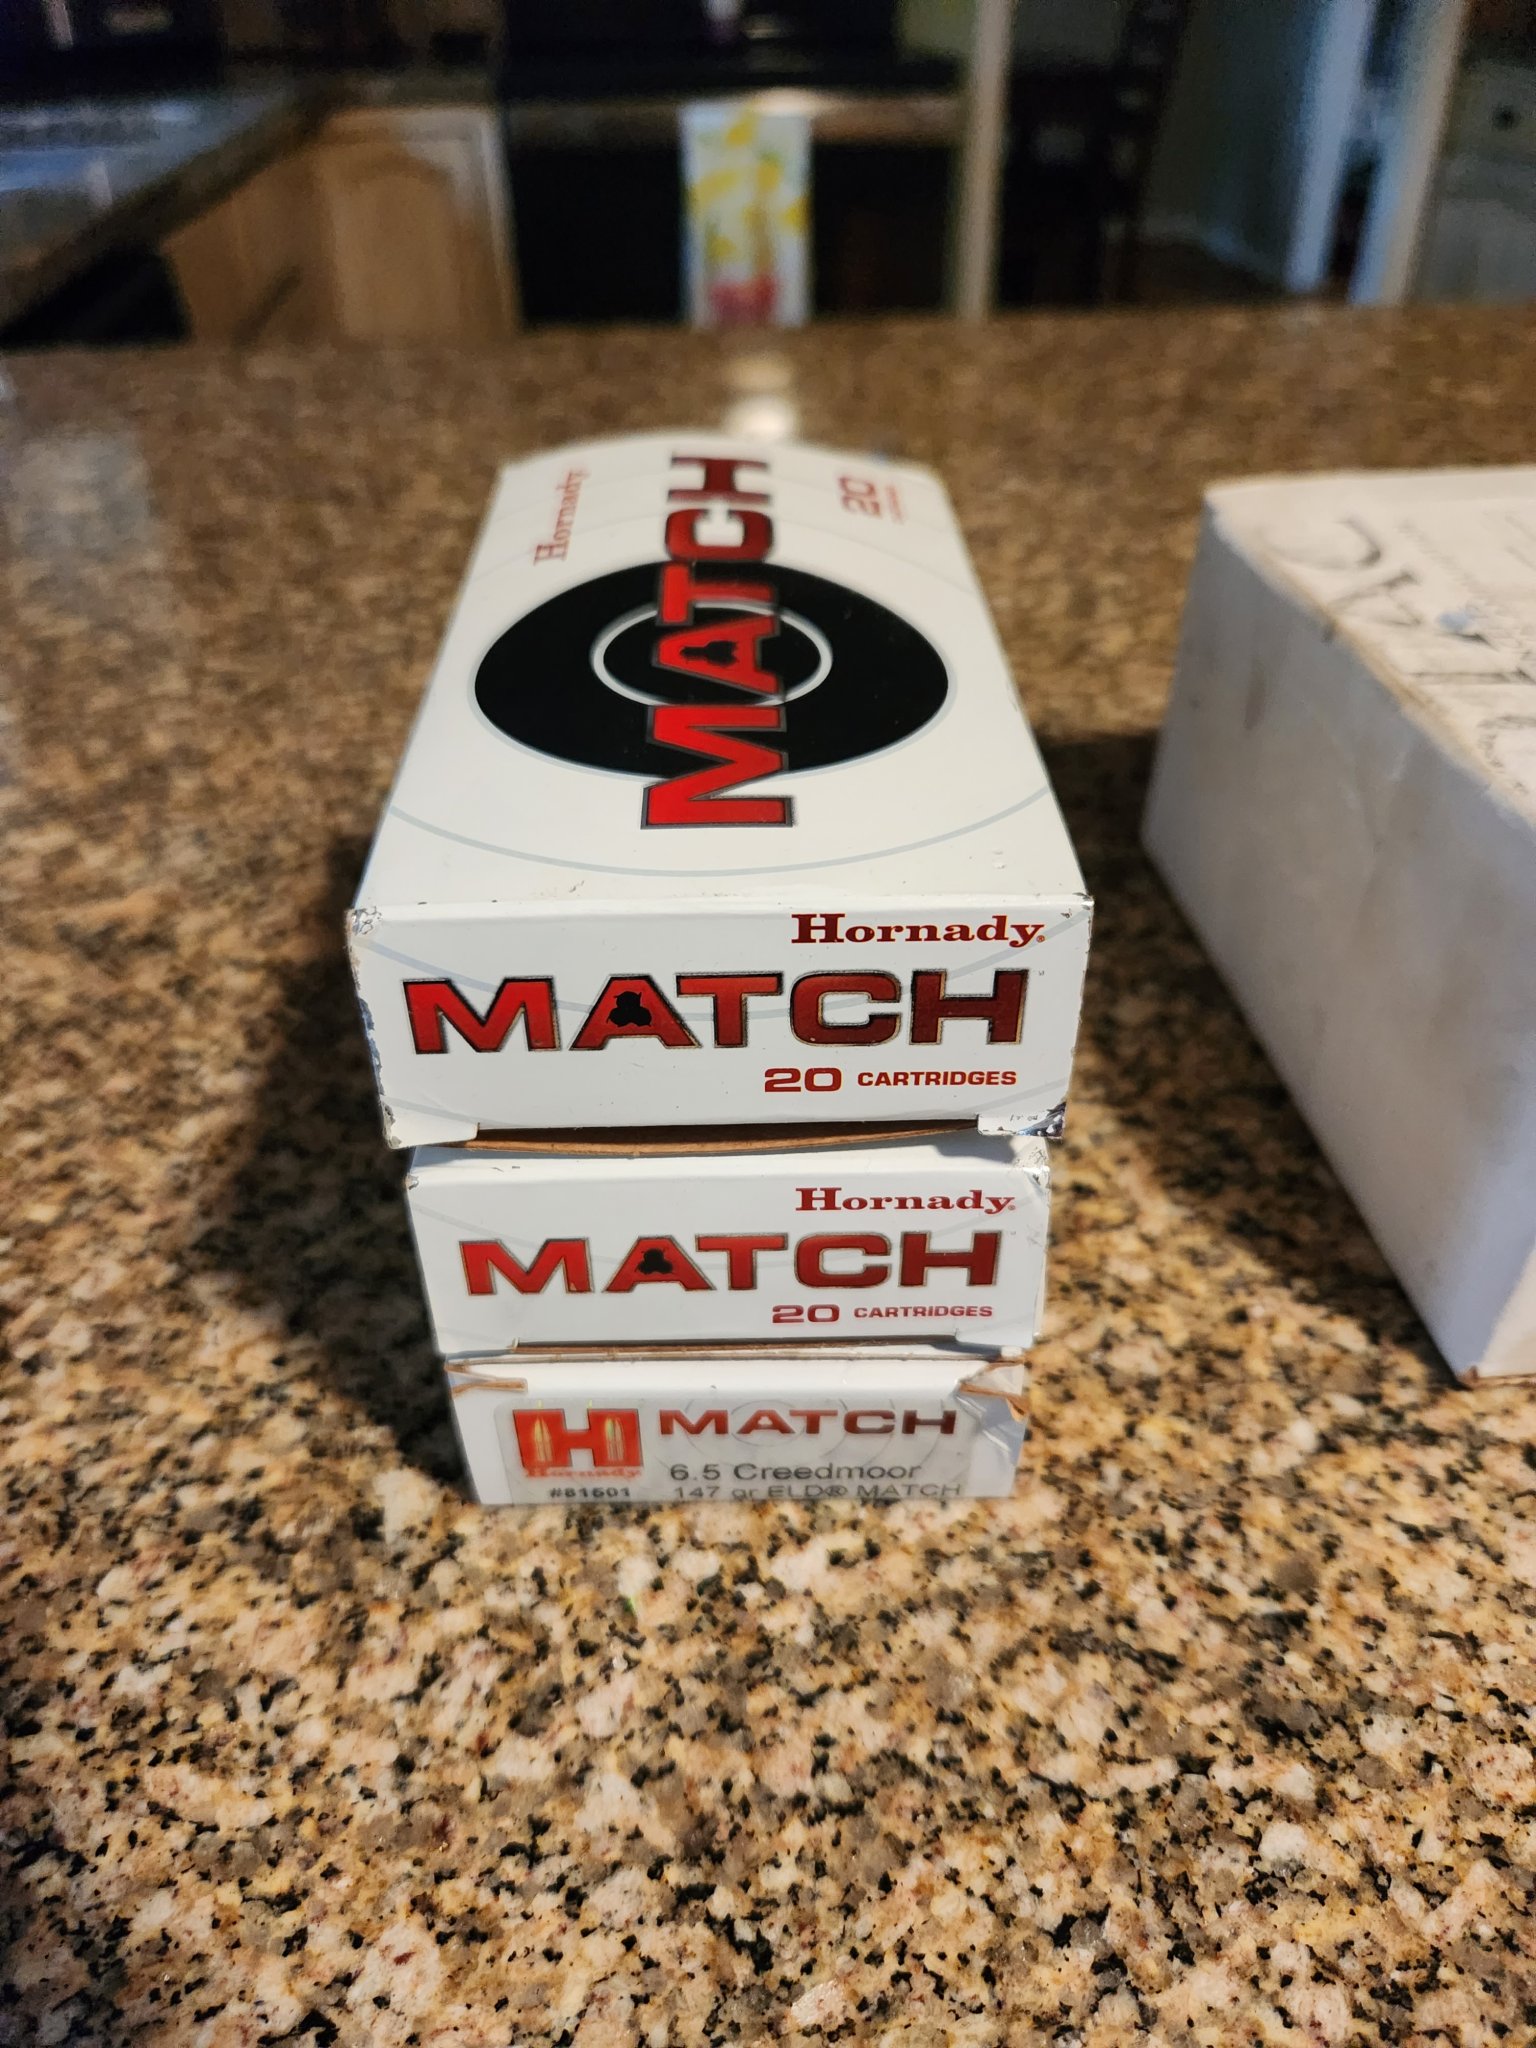 Hornady
MATCH
20
Hornady
MATCH
20 CARTRIDGES
Hornady
MATCH
20 CARTRIDGES
H MATCH
Hornady 6.5 Creedmoor
#81501 147 gr ELD® MATCH